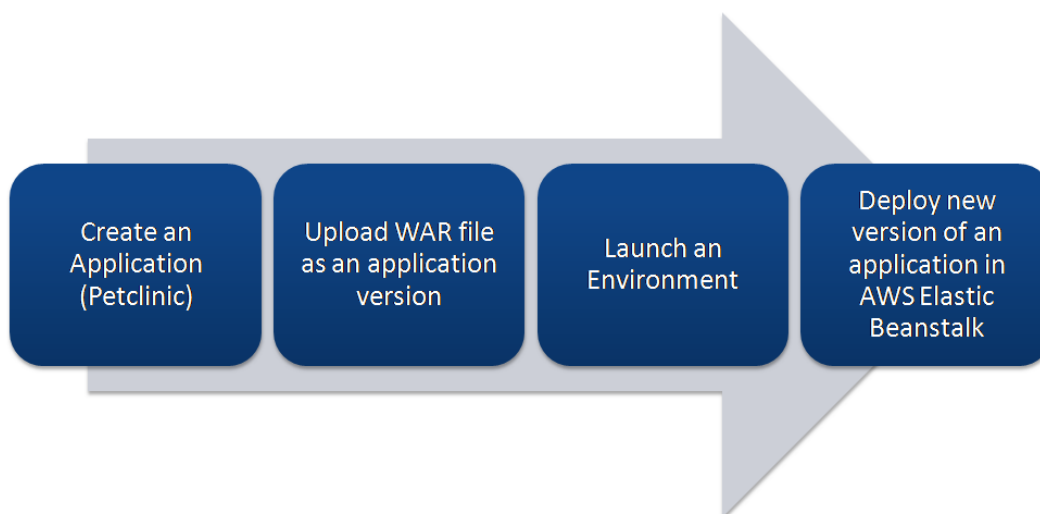 Create an
Application
(Petclinic)
Upload WAR file
as an application
version
Launch an
Environment
Deploy new
version of an
application in
AWS Elastic
Beanstalk